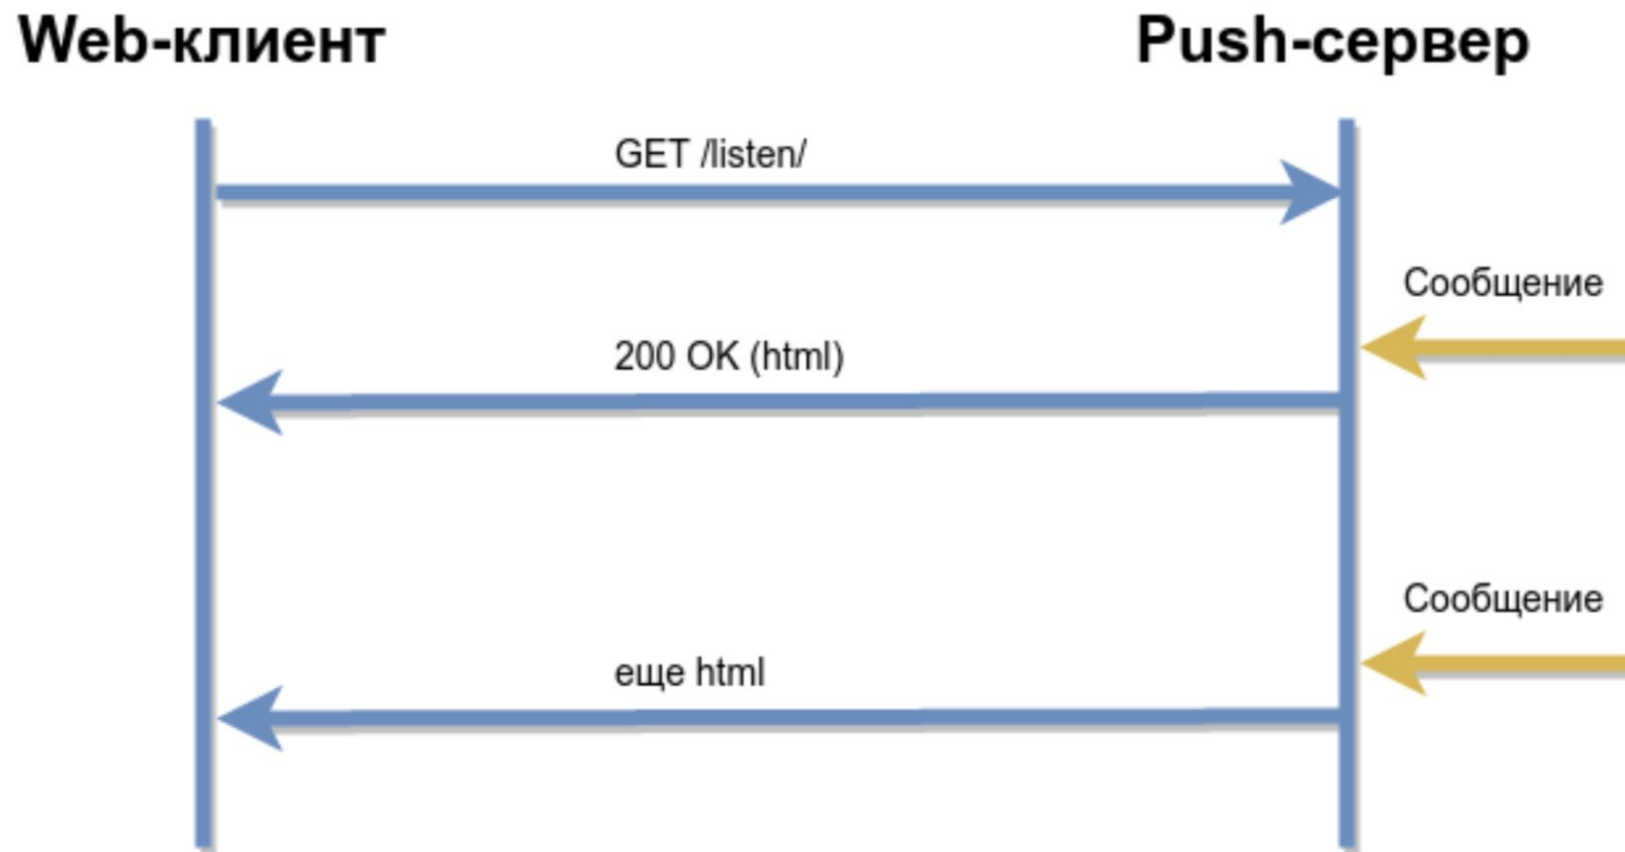 Web-клиент
Push-сервер
GET /listen/
Сообщение
200 OK (html)
Сообщение
еще html